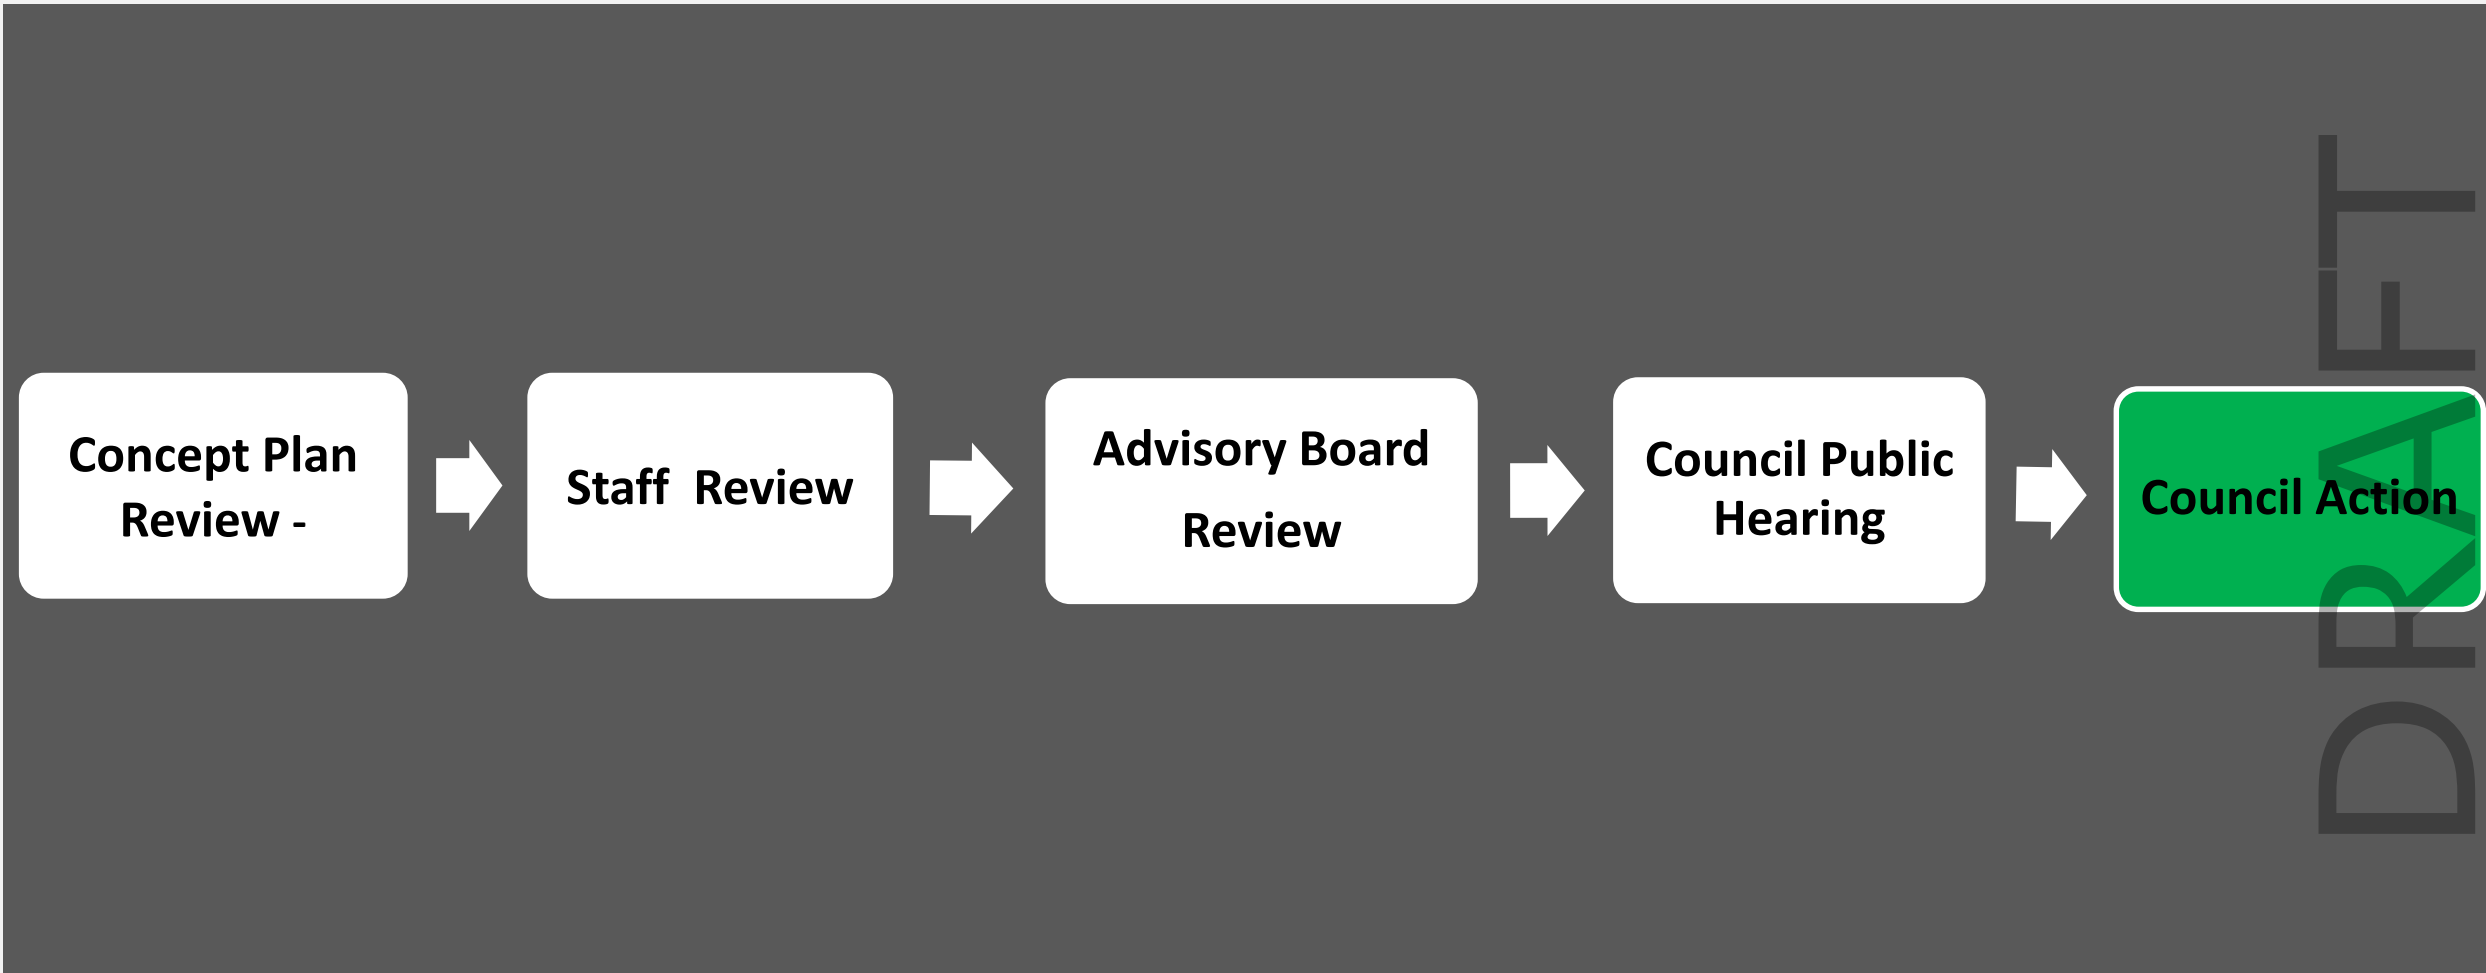 Concept Plan
Review -
Staff  Review
Advisory Board
Review
Council Public
Hearing
Council Action
DRAFT